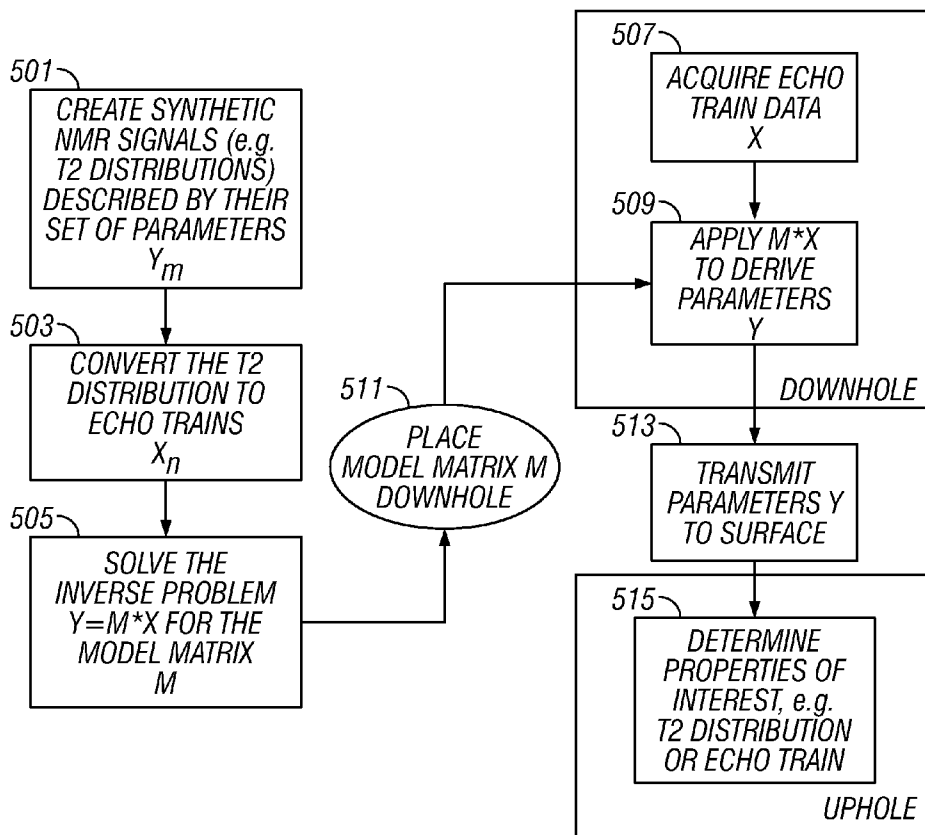 501
CREATE SYNTHETIC
NMR SIGNALS (e.g.
T2 DISTRIBUTIONS)
DESCRIBED BY THEIR
SET OF PARAMETERS
Ym
503
CONVERT THE T2
DISTRIBUTION TO
ECHO TRAINS
Xn
505
SOLVE THE
INVERSE PROBLEM
Y=M*X FOR THE
MODEL MATRIX
M
511
PLACE
MODEL MATRIX M
DOWNHOLE
507
ACQUIRE ECHO
TRAIN DATA
X
509
APPLY M*X
TO DERIVE
PARAMETERS
Y
DOWNHOLE
513
TRANSMIT
PARAMETERS Y
TO SURFACE
515
DETERMINE
PROPERTIES OF
INTEREST, e.g.
T2 DISTRIBUTION
OR ECHO TRAIN
UPHOLE